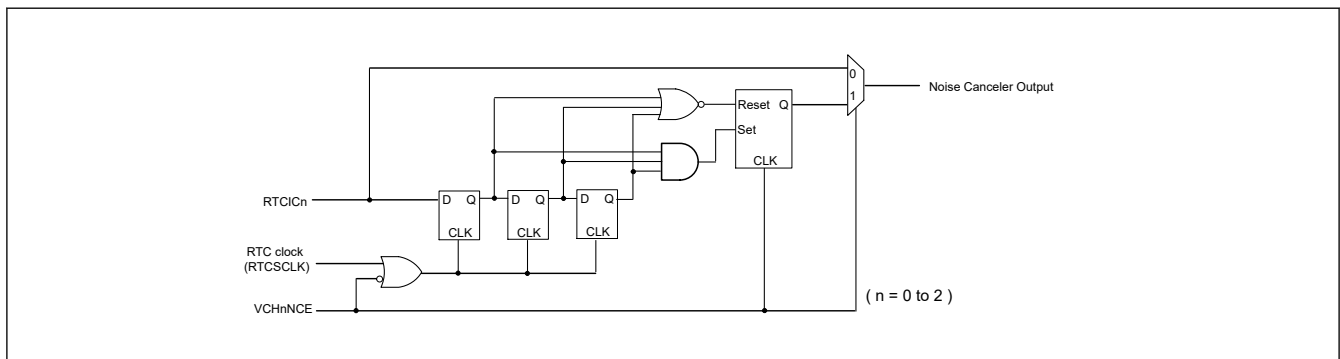 0
1
Noise Canceler Output
Reset Q
Set
CLK
RTCICn
D Q
CLK
D Q
CLK
D Q
CLK
RTC clock
(RTCSCLK)
VCHnNCE
( n = 0 to 2 )